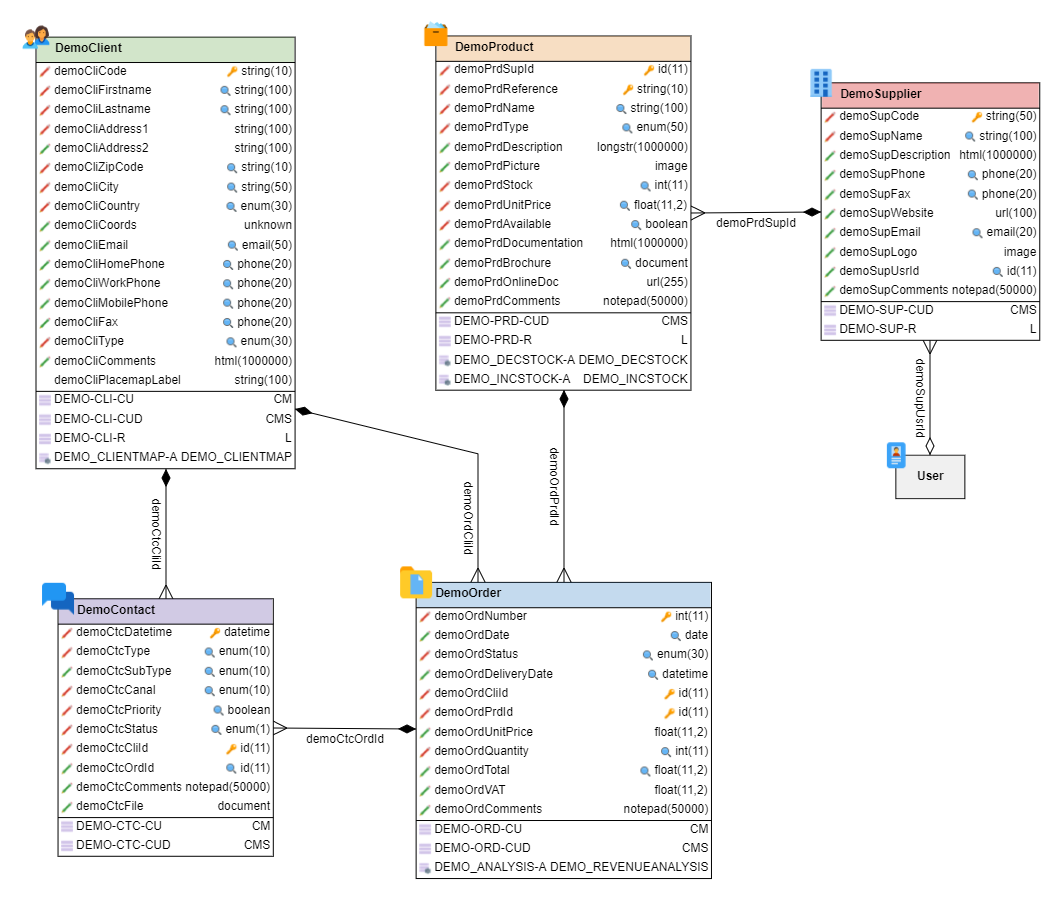 DemoClient
demoCliCode string(10)
demoCliFirstname string(100)
demoCliLastname string(100)
demoCliAddress1 string(100)
demoCliAddress2 string(100)
demoCliZipCode string(10)
demoCliCity string(50)
demoCliCountry enum(30)
demoCliCoords unknown
demoCliEmail email(50)
demoCliHomePhone phone(20)
demoCliWorkPhone phone(20)
demoCliMobilePhone phone(20)
demoCliFax phone(20)
demoCliType enum(30)
demoCliComments html(1000000)
demoCliPlacemapLabel string(100)
DEMO-CLI-CU CM
DEMO-CLI-CUD CMS
DEMO-CLI-R L
DEMO_CLIENTMAP-A DEMO_CLIENTMAP
DemoProduct
demoPrdSupId id(11)
demoPrdReference string(10)
demoPrdName string(100)
demoPrdType enum(50)
demoPrdDescription longstr(1000000)
demoPrdPicture image
demoPrdStock int(11)
demoPrdUnitPrice float(11,2)
demoPrdAvailable boolean
demoPrdDocumentation html(1000000)
demoPrdBrochure document
demoPrdOnlineDoc url(255)
demoPrdComments notepad(50000)
DEMO-PRD-CUD CMS
DEMO-PRD-R L
DEMO_DECSTOCK-A DEMO_DECSTOCK
DEMO_INCSTOCK-A DEMO_INCSTOCK
demoPrdSupId
DemoSupplier
demoSupCode string(50)
demoSupName string(100)
demoSupDescription html(1000000)
demoSupPhone phone(20)
demoSupFax phone(20)
demoSupWebsite url(100)
demoSupEmail email(20)
demoSupLogo image
demoSupUsrId id(11)
demoSupComments notepad(50000)
DEMO-SUP-CUD CMS
DEMO-SUP-R L
demoSupUsrId
User
demoCtcCliId
demoOrdCliId
demoOrdPrdId
DemoContact
demoCtcDatetime datetime
demoCtcType enum(10)
demoCtcSubType enum(10)
demoCtcCanal enum(10)
demoCtcPriority boolean
demoCtcStatus enum(1)
demoCtcCliId id(11)
demoCtcOrdId id(11)
demoCtcComments notepad(50000)
demoCtcFile document
DEMO-CTC-CU CM
DEMO-CTC-CUD CMS
demoCtcOrdId
DemoOrder
demoOrdNumber int(11)
demoOrdDate date
demoOrdStatus enum(30)
demoOrdDeliveryDate datetime
demoOrdCliId id(11)
demoOrdPrdId id(11)
demoOrdUnitPrice float(11,2)
demoOrdQuantity int(11)
demoOrdTotal float(11,2)
demoOrdVAT float(11,2)
demoOrdComments notepad(50000)
DEMO-ORD-CU CM
DEMO-ORD-CUD CMS
DEMO_ANALYSIS-A DEMO_REVENUEANALYSIS